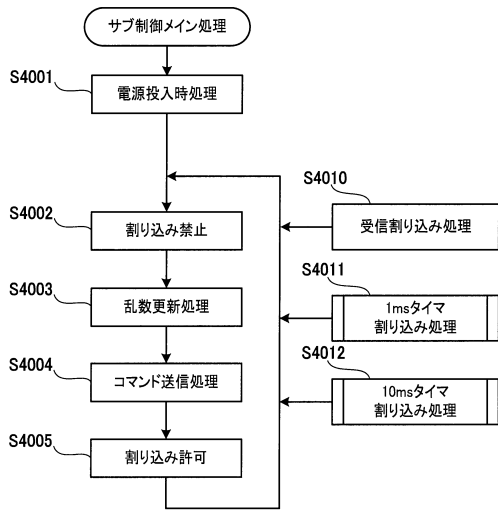 サブ制御メイン処理
S4001
電源投入時処理
S4002
割り込み禁止
S4003
乱数更新処理
S4004
コマンド送信処理
S4005
割り込み許可
S4010
受信割り込み処理
S4011
1msタイマ
割り込み処理
S4012
10msタイマ
割り込み処理